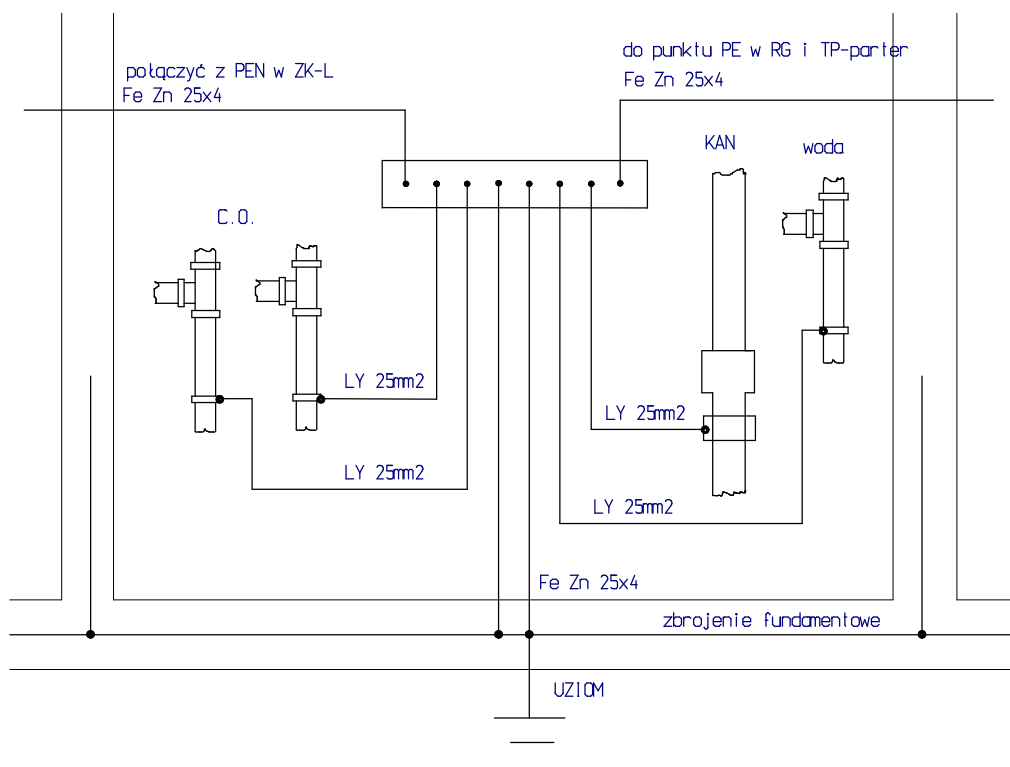 do punktu PE w RG i TP-parter
połączyć z PEN w ZK-L
Fe Zn 25x4
Fe Zn 25x4
KAN
woda
C.O.
LY 25mm2
LY 25mm2
LY 25mm2
LY 25mm2
Fe Zn 25x4
zbrojenie fundamentowe
UZIOM